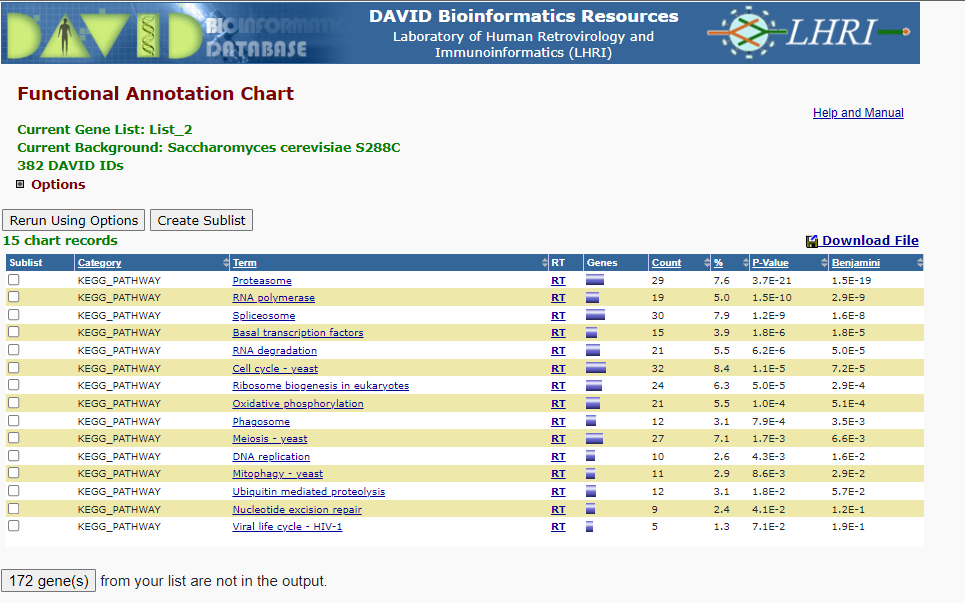 DAVID BIOINFORMATICS DATABASE
DAVID Bioinformatics Resources
Laboratory of Human Retrovirology and
Immunoinformatics (LHRI)
LHRI
Functional Annotation Chart
Help and Manual
Current Gene List: List_2
Current Background: Saccharomyces cerevisiae S288C
382 DAVID IDs
Options
Rerun Using Options Create Sublist
15 chart records Download File
Sublist Category Term RT Genes Count % P-Value Benjamini
KEGG_PATHWAY Proteasome RT 29 7.6 3.7E-21 1.5E-19
KEGG_PATHWAY RNA polymerase RT 19 5.0 1.5E-10 2.9E-9
KEGG_PATHWAY Spliceosome RT 30 7.9 1.2E-9 1.6E-8
KEGG_PATHWAY Basal transcription factors RT 15 3.9 1.8E-6 1.8E-5
KEGG_PATHWAY RNA degradation RT 21 5.5 6.2E-6 5.0E-5
KEGG_PATHWAY Cell cycle - yeast RT 32 8.4 1.1E-5 7.2E-5
KEGG_PATHWAY Ribosome biogenesis in eukaryotes RT 24 6.3 5.0E-5 2.9E-4
KEGG_PATHWAY Oxidative phosphorylation RT 21 5.5 1.0E-4 5.1E-4
KEGG_PATHWAY Phagosome RT 12 3.1 7.9E-4 3.5E-3
KEGG_PATHWAY Meiosis - yeast RT 27 7.1 1.7E-3 6.6E-3
KEGG_PATHWAY DNA replication RT 10 2.6 4.3E-3 1.6E-2
KEGG_PATHWAY Mitophagy - yeast RT 11 2.9 8.6E-3 2.9E-2
KEGG_PATHWAY Ubiquitin mediated proteolysis RT 12 3.1 1.8E-2 5.7E-2
KEGG_PATHWAY Nucleotide excision repair RT 9 2.4 4.1E-2 1.2E-1
KEGG_PATHWAY Viral life cycle - HIV-1 RT 5 1.3 7.1E-2 1.9E-1
172 gene(s) from your list are not in the output.